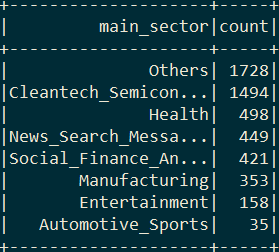 +--------------------+-----+
|         main_sector|count|
+--------------------+-----+
|              Others| 1728|
|Cleantech_Semicon...| 1494|
|              Health|  498|
|News_Search_Messa...|  449|
|Social_Finance_An...|  421|
|       Manufacturing|  353|
|       Entertainment|  158|
|   Automotive_Sports|   35|
+--------------------+-----+